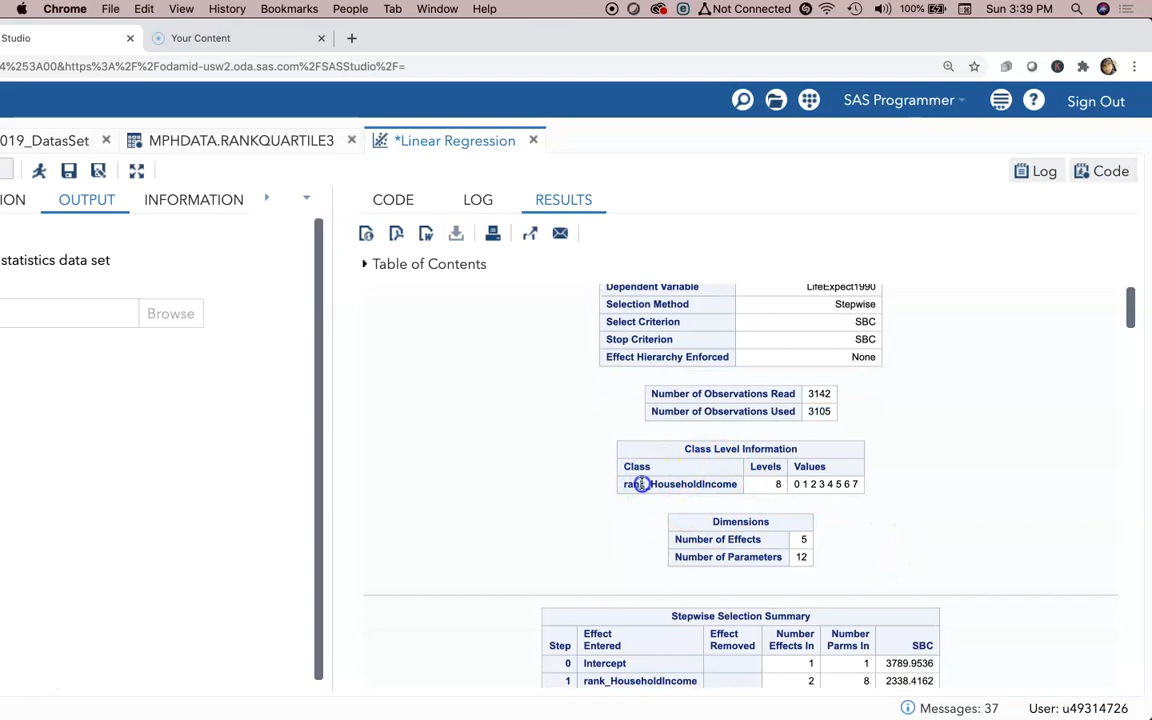 Chrome File Edit View History Bookmarks People Tab Window Help Not Connected 100% Sun 3:39 PM
Studio × Your Content × +
4%253A00&https%3A%2F%2Fodamid-usw2.oda.sas.com%2FSASStudio%2F=
SAS Programmer Sign Out
019_DatasSet × MPHDATA.RANKQUARTILE3 × *Linear Regression ×
Log Code
ION OUTPUT INFORMATION CODE LOG RESULTS
statistics data set
Browse
Table of Contents
Dependent Variable LifeExpect1990
Selection Method Stepwise
Select Criterion SBC
Stop Criterion SBC
Effect Hierarchy Enforced None
Number of Observations Read 3142
Number of Observations Used 3105
Class Level Information
Class Levels Values
rank_HouseholdIncome 8 0 1 2 3 4 5 6 7
Dimensions
Number of Effects 5
Number of Parameters 12
Stepwise Selection Summary
Step Effect Entered Effect Removed Number Effects In Number Parms In SBC
0 Intercept 1 1 3789.9536
1 rank_HouseholdIncome 2 8 2338.4162
Messages: 37 User: u49314726